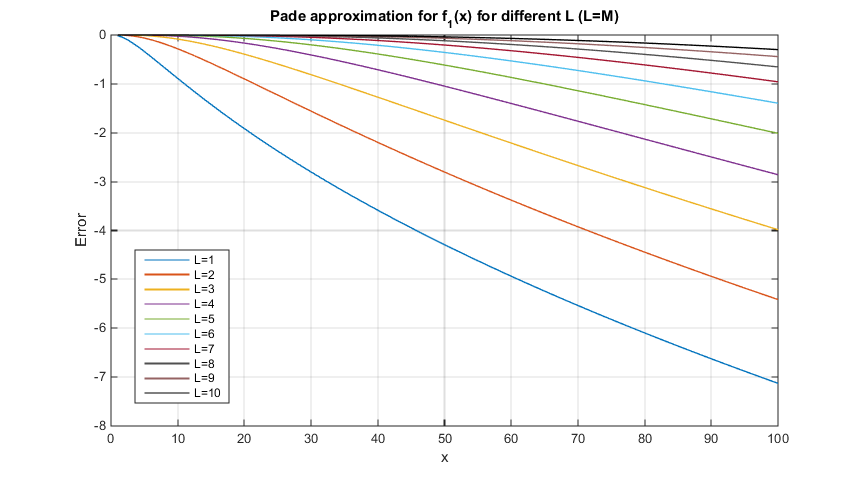 Pade approximation for f1(x) for different L (L=M)
0
-1
-2
-3
-4
-5
-6
-7
-8
Error
L=1
L=2
L=3
L=4
L=5
L=6
L=7
L=8
L=9
L=10
0 10 20 30 40 50 60 70 80 90 100
x